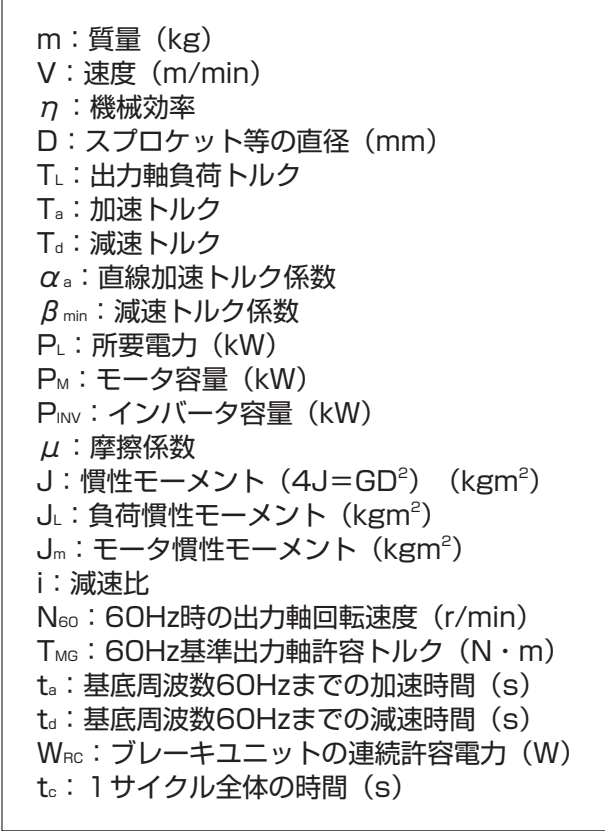 m：質量（kg）
V：速度（m/min）
η：機械効率
D：スプロケット等の直径（mm）
TL：出力軸負荷トルク
Ta：加速トルク
Td：減速トルク
αa：直線加速トルク係数
βmin：減速トルク係数
PL：所要電力（kW）
PM：モータ容量（kW）
PINV：インバータ容量（kW）
μ：摩擦係数
J：慣性モーメント（4J＝GD²）（kgm²）
JL：負荷慣性モーメント（kgm²）
Jm：モータ慣性モーメント（kgm²）
i：減速比
N60：60Hz時の出力軸回転速度（r/min）
TMG：60Hz基準出力軸許容トルク（N・m）
ta：基底周波数60Hzまでの加速時間（s）
td：基底周波数60Hzまでの減速時間（s）
WRC：ブレーキユニットの連続許容電力（W）
tc：１サイクル全体の時間（s）